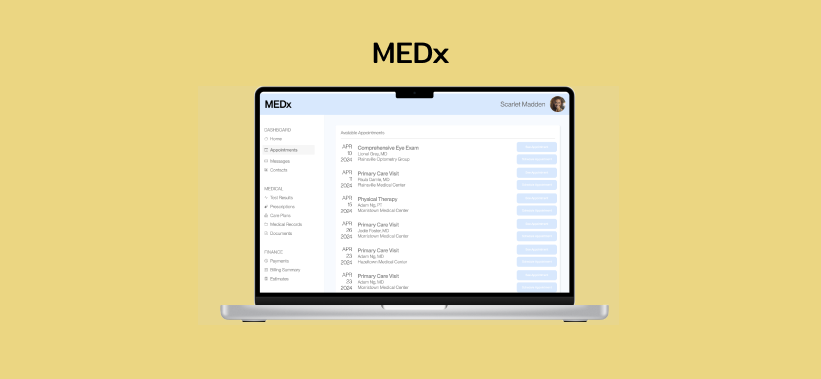 MEDx
MEDx
Scarlet Madden
DASHBOARD
Home
Appointments
Messages
Contacts
MEDICAL
Test Results
Prescriptions
Care Plans
Medical Records
Documents
FINANCE
Payments
Billing Summary
Estimates
Available Appointments
APR
10
2024
Comprehensive Eye Exam
Lionel Gray, MD
Plainsville Optometry Group
APR
11
2024
Primary Care Visit
Paula Garcia, MD
Plainsville Medical Center
APR
15
2024
Physical Therapy
Adam Ng, PT
Morristown Medical Center
APR
26
2024
Primary Care Visit
Jodie Foster, MD
Morristown Medical Center
APR
23
2024
Primary Care Visit
Adam Ng, MD
Medical Center
APR
23
2024
Primary Care Visit
Adam Ng, MD
Morristown Medical Center